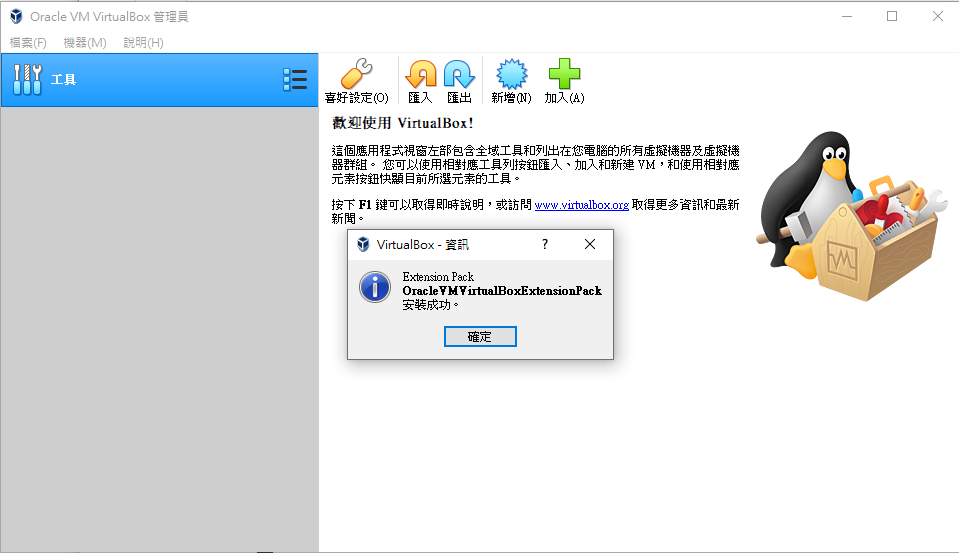 Oracle VM VirtualBox 管理員
檔案(F) 機器(M) 說明(H)
工具
喜好設定(O) 匯入 匯出 新增(N) 加入(A)
歡迎使用 VirtualBox!
這個應用程式視窗左部包含全域工具和列出在您電腦的所有虛擬機器及虛擬機
器群組。 您可以使用相對應工具列按鈕匯入、加入和新建 VM，和使用相對應
元素按鈕快顯目前所選元素的工具。
按下 F1 鍵可以取得即時說明，或訪問 www.virtualbox.org 取得更多資訊和最新
新聞。
VirtualBox - 資訊 ?
Extension Pack
OracleVMVirtualBoxExtensionPack
安裝成功。
確定